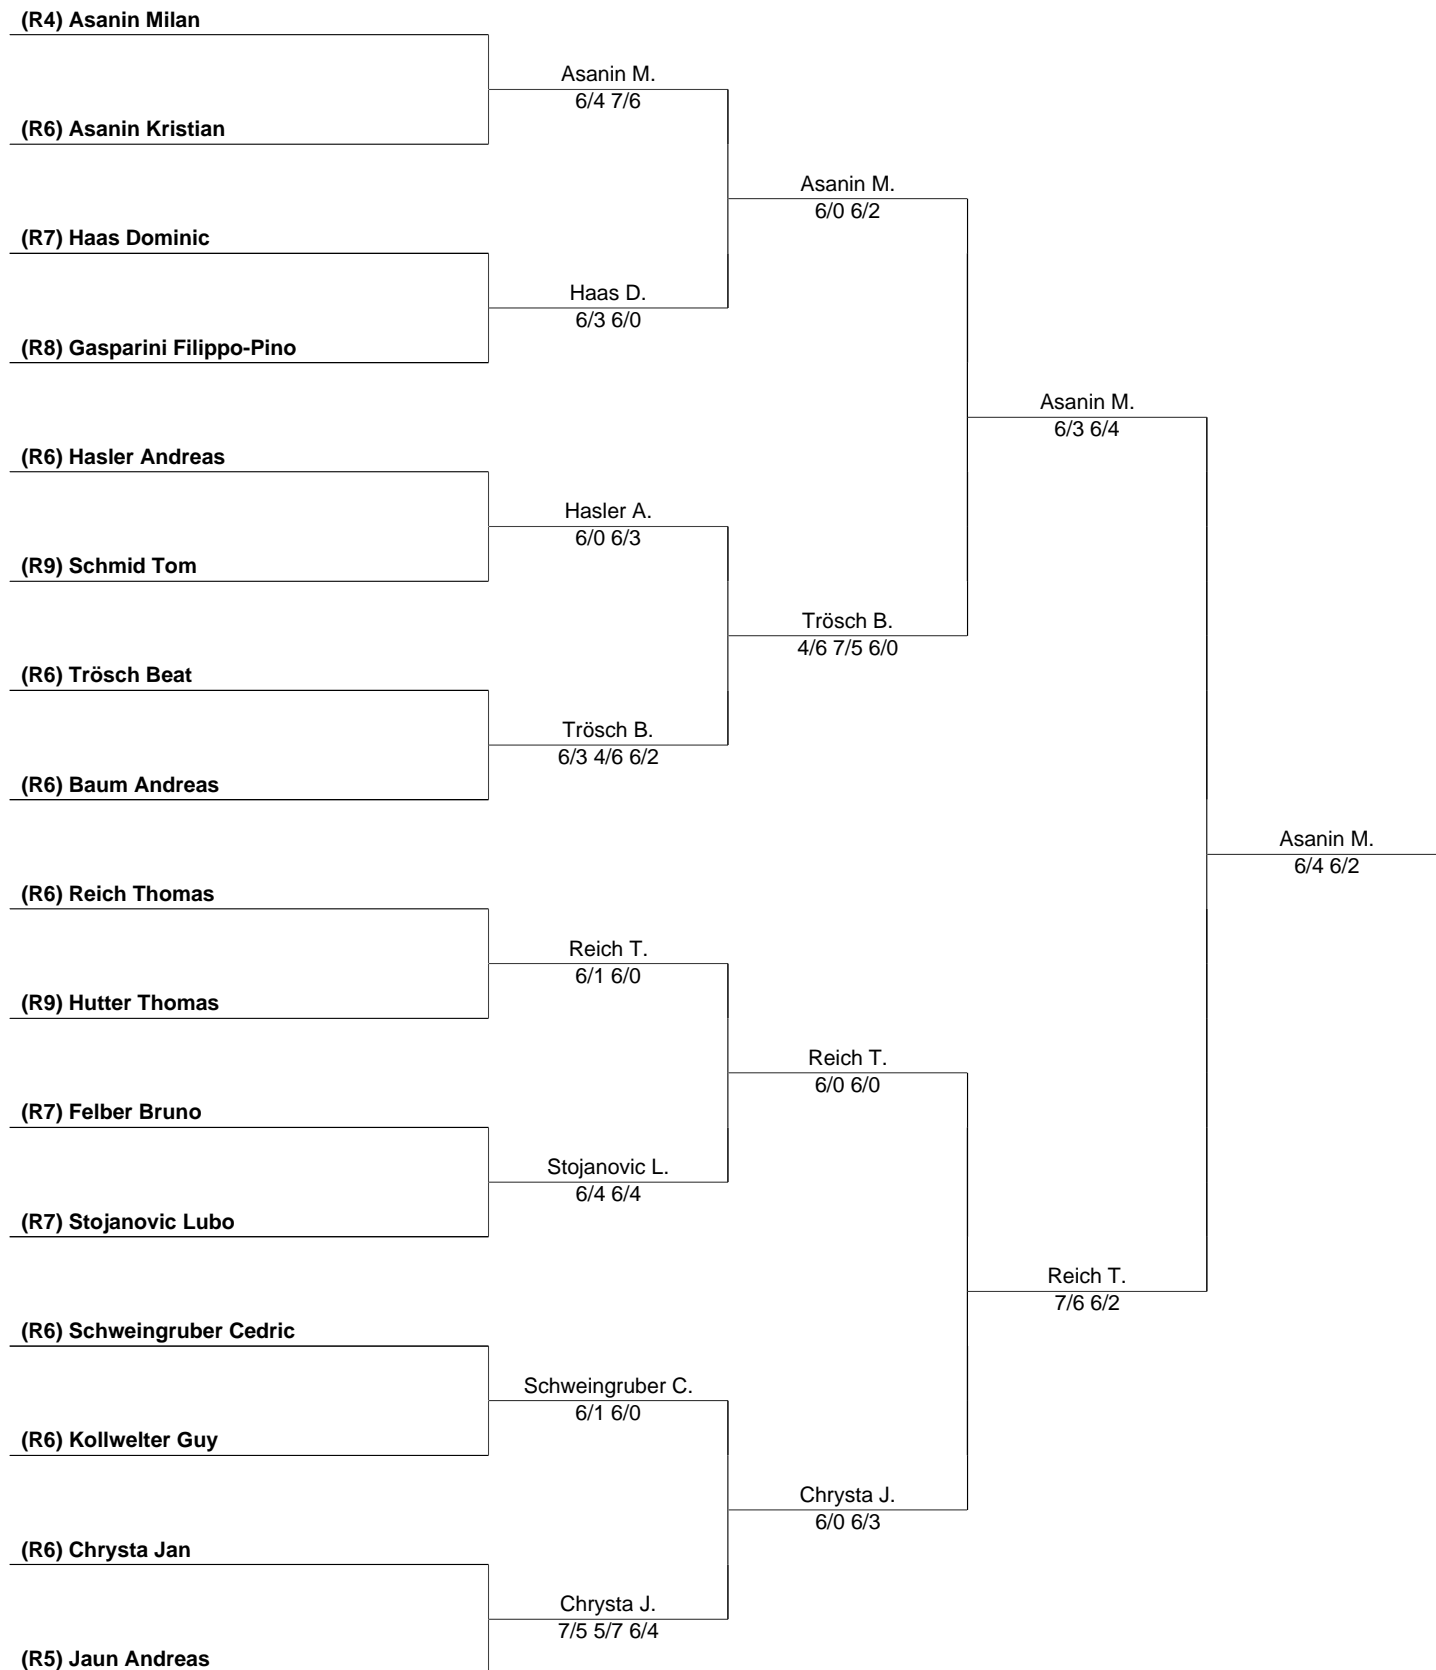 (R4) Asanin Milan
Asanin M.
6/4 7/6
(R6) Asanin Kristian
Asanin M.
6/0 6/2
(R7) Haas Dominic
Haas D.
6/3 6/0
(R8) Gasparini Filippo-Pino
Asanin M.
6/3 6/4
(R6) Hasler Andreas
Hasler A.
6/0 6/3
(R9) Schmid Tom
Trösch B.
4/6 7/5 6/0
(R6) Trösch Beat
Trösch B.
6/3 4/6 6/2
(R6) Baum Andreas
Asanin M.
6/4 6/2
(R6) Reich Thomas
Reich T.
6/1 6/0
(R9) Hutter Thomas
Reich T.
6/0 6/0
(R7) Felber Bruno
Stojanovic L.
6/4 6/4
(R7) Stojanovic Lubo
Reich T.
7/6 6/2
(R6) Schweingruber Cedric
Schweingruber C.
6/1 6/0
(R6) Kollwelter Guy
Chrysta J.
6/0 6/3
(R6) Chrysta Jan
Chrysta J.
7/5 5/7 6/4
(R5) Jaun Andreas